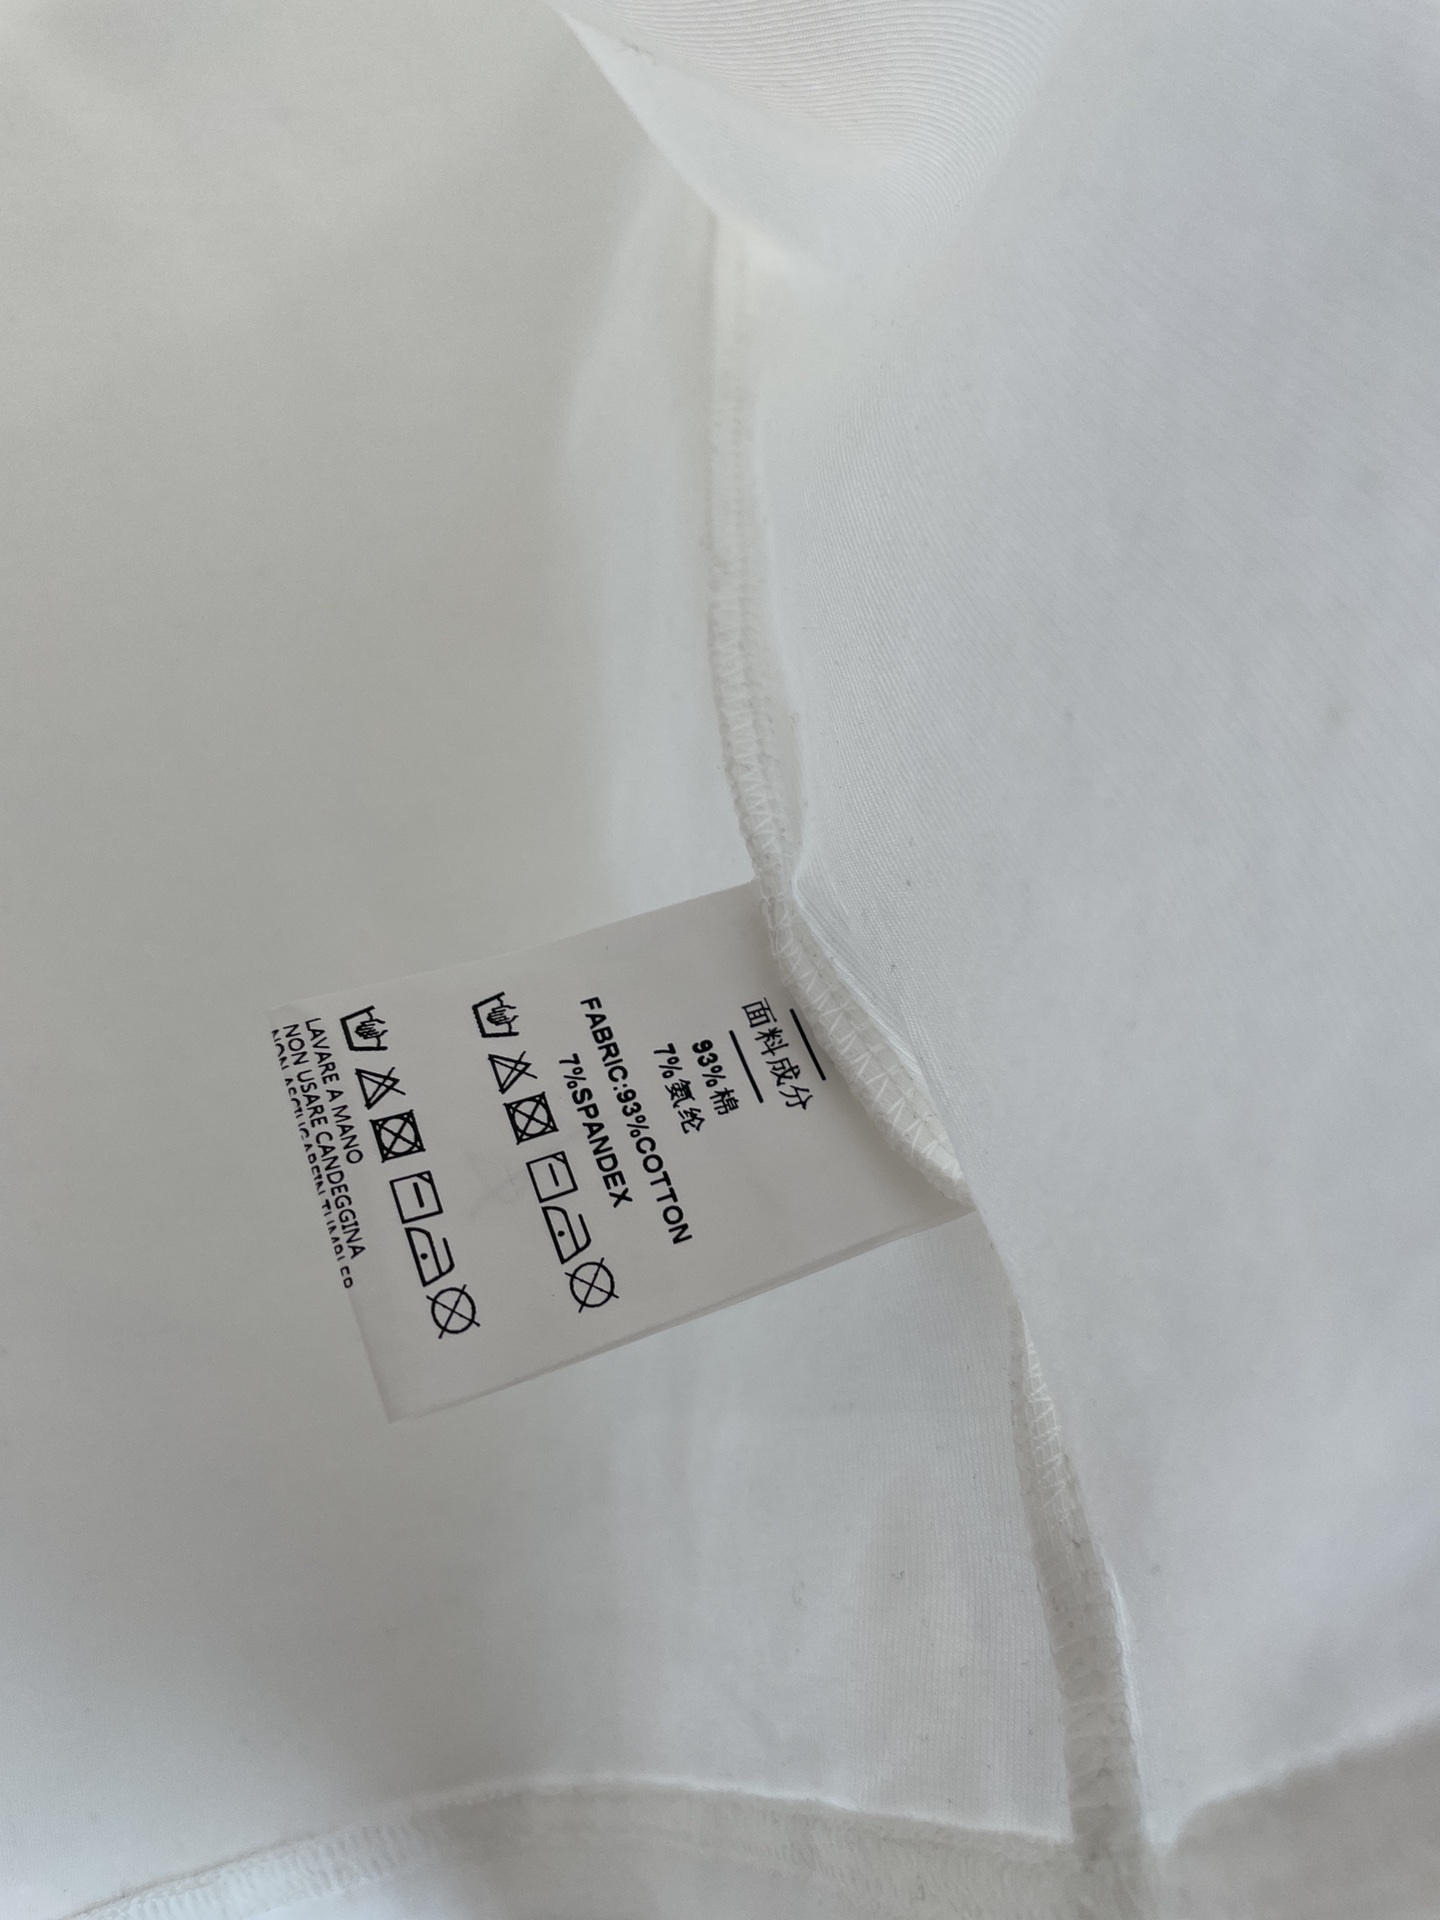 面料成分
93%棉
7%氨纶
FABRIC:93%COTTON
7%SPANDEX
LAVARE A MANO
NON USARE CANDEGGINA